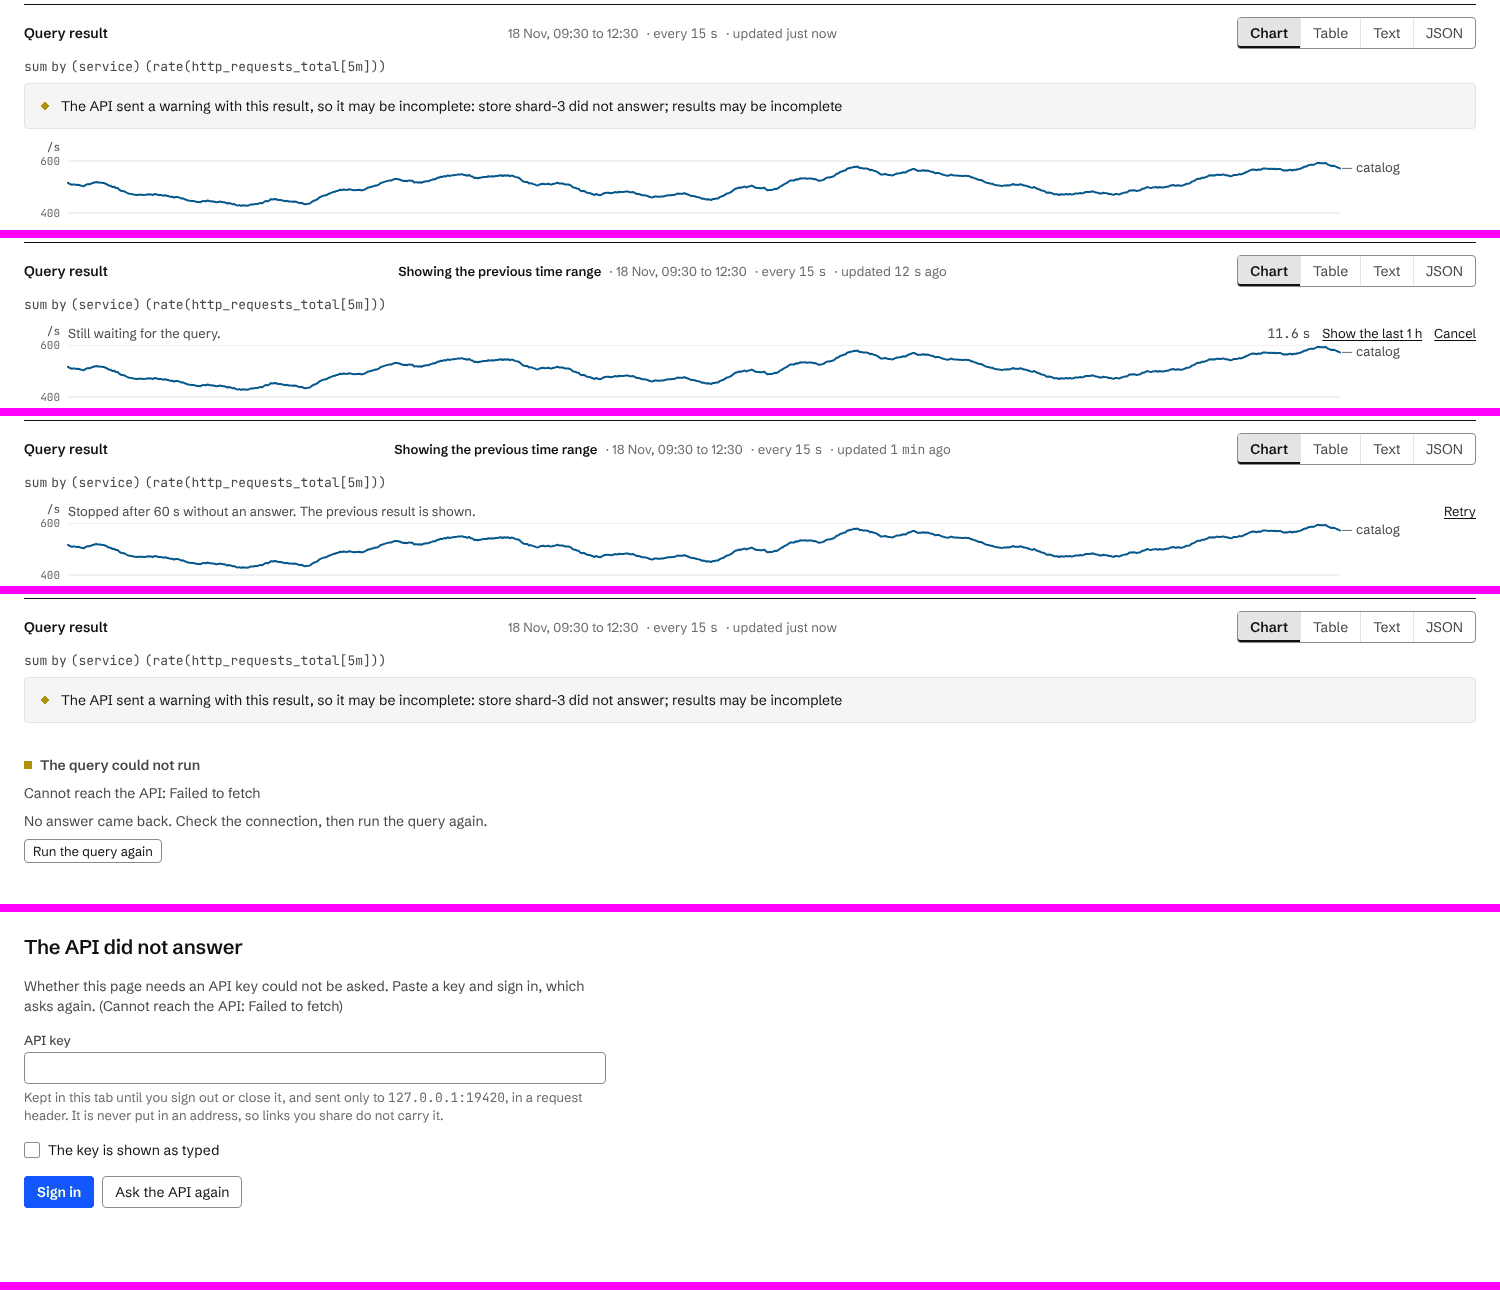 Query result
18 Nov, 09:30 to 12:30 · every 15 s · updated just now
Chart Table Text JSON
sum by (service) (rate(http_requests_total[5m]))
The API sent a warning with this result, so it may be incomplete: store shard-3 did not answer; results may be incomplete
/s
600
catalog
400
Query result
Showing the previous time range · 18 Nov, 09:30 to 12:30 · every 15 s · updated 12 s ago
Chart Table Text JSON
sum by (service) (rate(http_requests_total[5m]))
/s Still waiting for the query.
11.6 s Show the last 1 h Cancel
600
catalog
400
Query result
Showing the previous time range · 18 Nov, 09:30 to 12:30 · every 15 s · updated 1 min ago
Chart Table Text JSON
sum by (service) (rate(http_requests_total[5m]))
/s Stopped after 60 s without an answer. The previous result is shown.
Retry
600
catalog
400
Query result
18 Nov, 09:30 to 12:30 · every 15 s · updated just now
Chart Table Text JSON
sum by (service) (rate(http_requests_total[5m]))
The API sent a warning with this result, so it may be incomplete: store shard-3 did not answer; results may be incomplete
The query could not run
Cannot reach the API: Failed to fetch
No answer came back. Check the connection, then run the query again.
Run the query again
The API did not answer
Whether this page needs an API key could not be asked. Paste a key and sign in, which
asks again. (Cannot reach the API: Failed to fetch)
API key
Kept in this tab until you sign out or close it, and sent only to 127.0.0.1:19420, in a request
header. It is never put in an address, so links you share do not carry it.
The key is shown as typed
Sign in Ask the API again